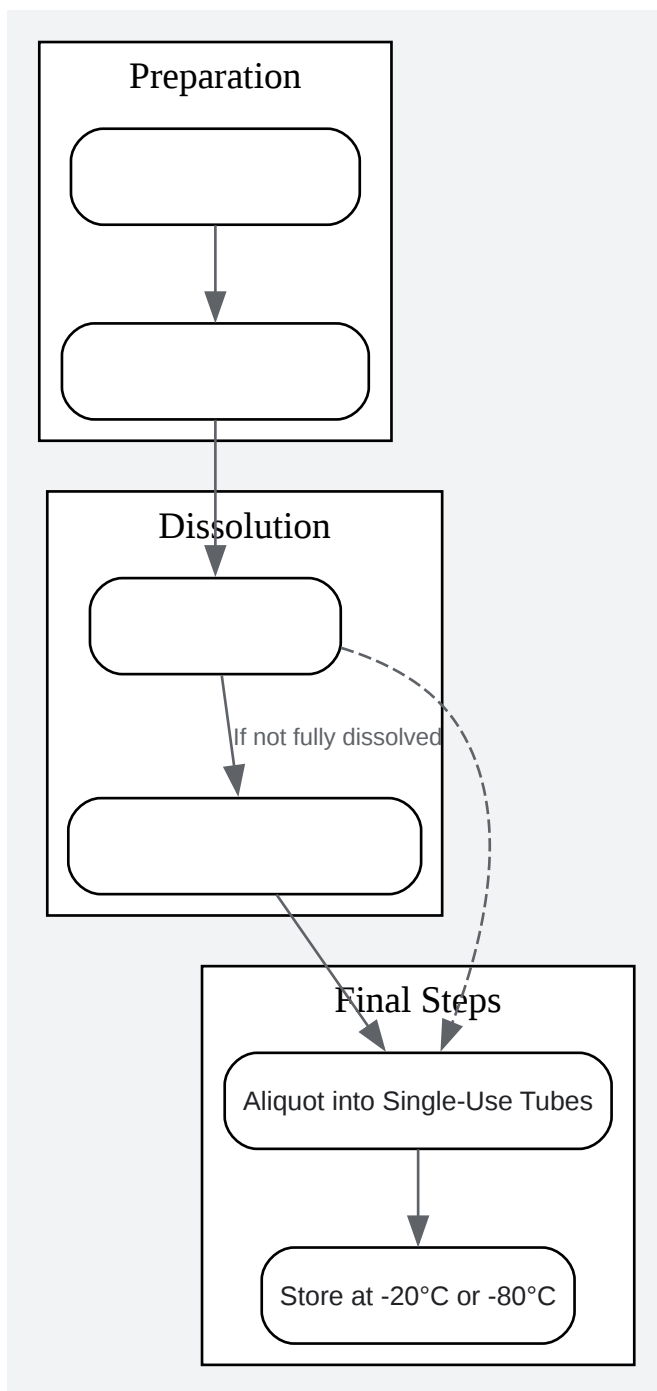 Preparation
Dissolution
If not fully dissolved
Final Steps
Aliquot into Single-Use Tubes
Store at -20°C or -80°C